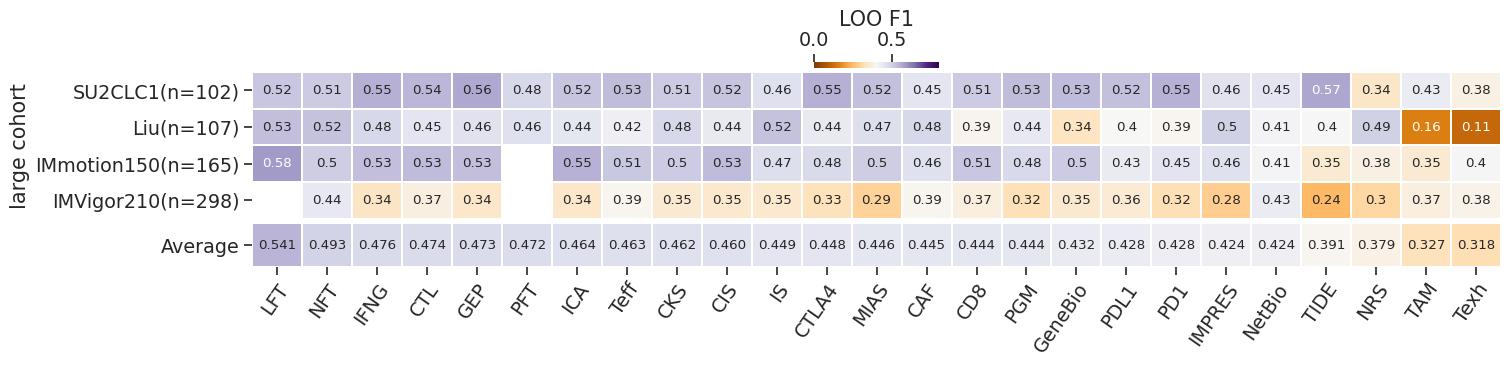 LOO F1
0.0 0.5
large cohort
SU2CLC1(n=102) 0.52 0.51 0.55 0.54 0.56 0.48 0.52 0.53 0.51 0.52 0.46 0.55 0.52 0.45 0.51 0.53 0.53 0.52 0.55 0.46 0.45 0.57 0.34 0.43 0.38
Liu(n=107) 0.53 0.52 0.48 0.45 0.46 0.46 0.44 0.42 0.48 0.44 0.52 0.44 0.47 0.48 0.39 0.44 0.34 0.4 0.39 0.5 0.41 0.4 0.49 0.16 0.11
IMmotion150(n=165) 0.58 0.5 0.53 0.53 0.53 0.55 0.51 0.5 0.53 0.47 0.48 0.5 0.46 0.51 0.48 0.5 0.43 0.45 0.46 0.41 0.35 0.38 0.35 0.4
IMVigor210(n=298) 0.44 0.34 0.37 0.34 0.34 0.39 0.35 0.35 0.35 0.33 0.29 0.39 0.37 0.32 0.35 0.36 0.32 0.28 0.43 0.24 0.3 0.37 0.38
Average 0.541 0.493 0.476 0.474 0.473 0.472 0.464 0.463 0.462 0.460 0.449 0.448 0.446 0.445 0.444 0.444 0.432 0.428 0.428 0.424 0.424 0.391 0.379 0.327 0.318
LFT NFT IFNG CTL GEP PFT ICA Teff CKS CIS IS CTLA4 MIAS CAF CD8 PGM GeneBio PDL1 PD1 IMPRES NetBio TIDE NRS TAM Texh